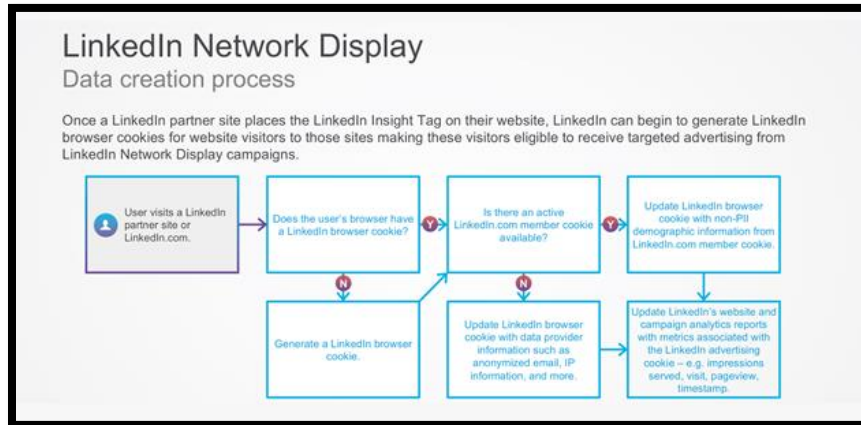 LinkedIn Network Display
Data creation process
Once a LinkedIn partner site places the LinkedIn Insight Tag on their website, LinkedIn can begin to generate LinkedIn
browser cookies for website visitors to those sites making these visitors eligible to receive targeted advertising from
LinkedIn Network Display campaigns.
User visits a LinkedIn
partner site or
LinkedIn.com.
Does the user's browser have
a LinkedIn browser cookie?
Y
Is there an active
LinkedIn.com member cookie
available?
Y
Update LinkedIn browser
cookie with non-PII
demographic information from
LinkedIn.com member cookie.
N
N
Generate a LinkedIn browser
cookie.
Update LinkedIn browser
cookie with data provider
information such as
anonymized email, IP
information, and more.
Update LinkedIn's website and
campaign analytics reports
with metrics associated with
the LinkedIn advertising
cookie – e.g. impressions
served, visit, pageview,
timestamp.